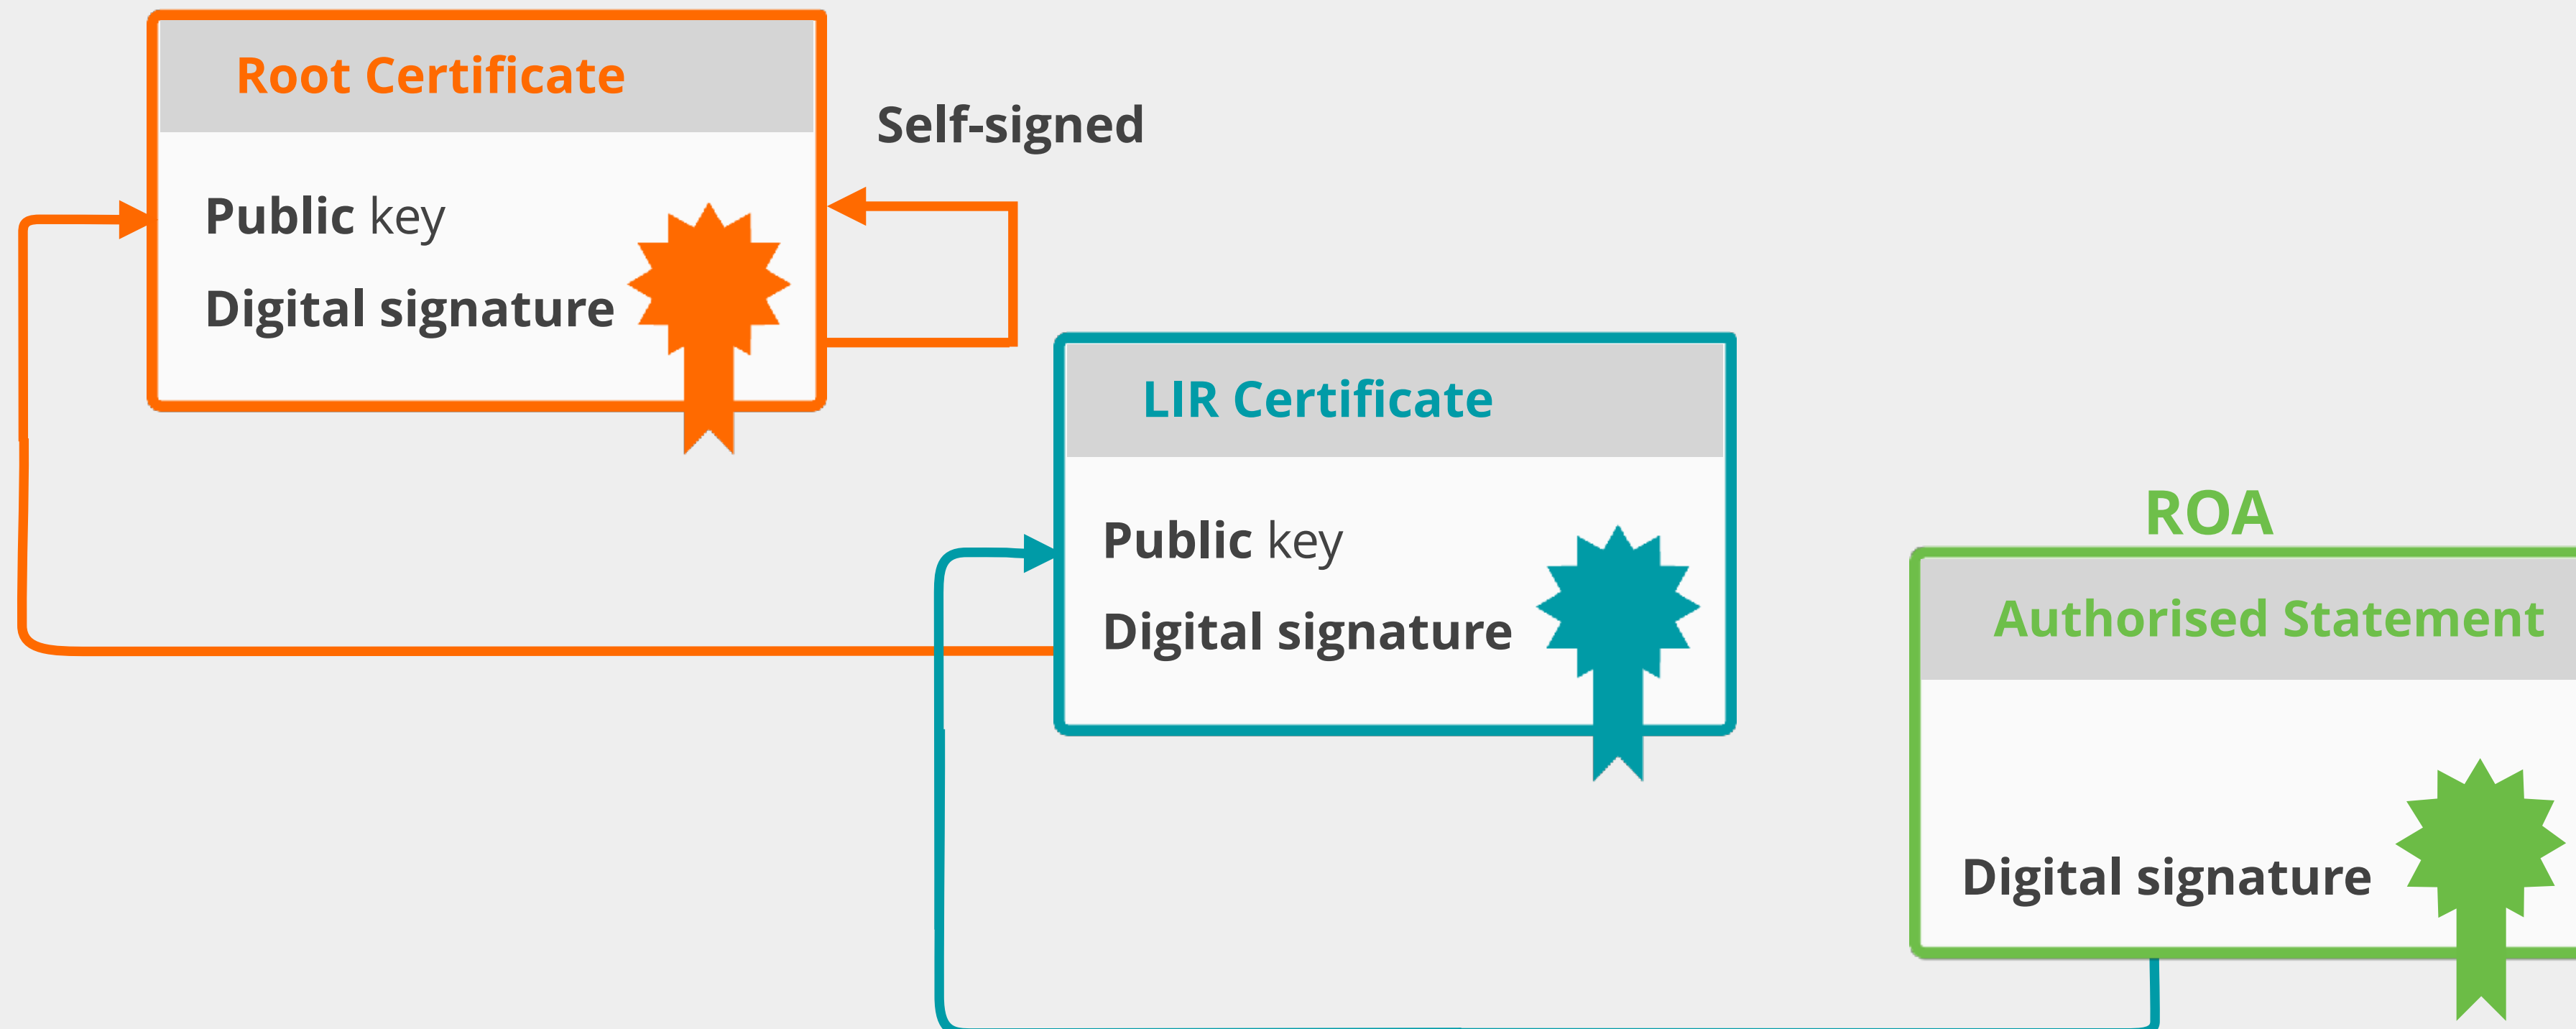 Root Certificate
Self-signed
Public key
Digital signature
LIR Certificate
Public key
Digital signature
ROA
Authorised Statement
Digital signature